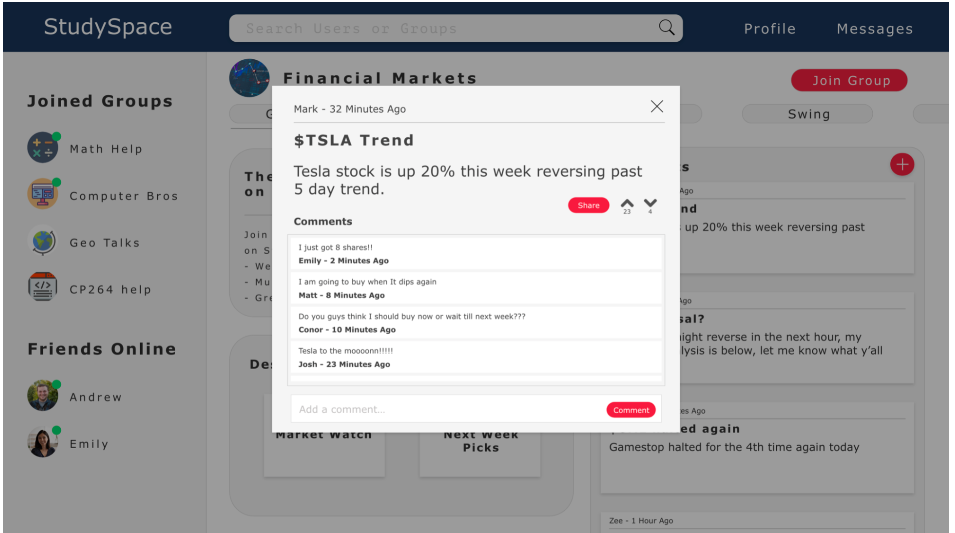 StudySpace
Search Users or Groups
Profile
Messages
Joined Groups
Math Help
Computer Bros
Geo Talks
CP264 help
Friends Online
Andrew
Emily
Financial Markets
Join Group
Swing
Join
on S
- We
- Mu
- Gre
Market Watch
Next Week
Picks
Mark - 32 Minutes Ago
$TSLA Trend
Tesla stock is up 20% this week reversing past
5 day trend.
Share
23
4
Comments
I just got 8 shares!!
Emily - 2 Minutes Ago
I am going to buy when It dips again
Matt - 8 Minutes Ago
Do you guys think I should buy now or wait till next week???
Conor - 10 Minutes Ago
Tesla to the moooonn!!!!!
Josh - 23 Minutes Ago
Add a comment...
Comment
Ago
up 20% this week reversing past
Ago
sal?
ight reverse in the next hour, my
lysis is below, let me know what y'all
es Ago
ed again
Gamestop halted for the 4th time again today
Zee - 1 Hour Ago